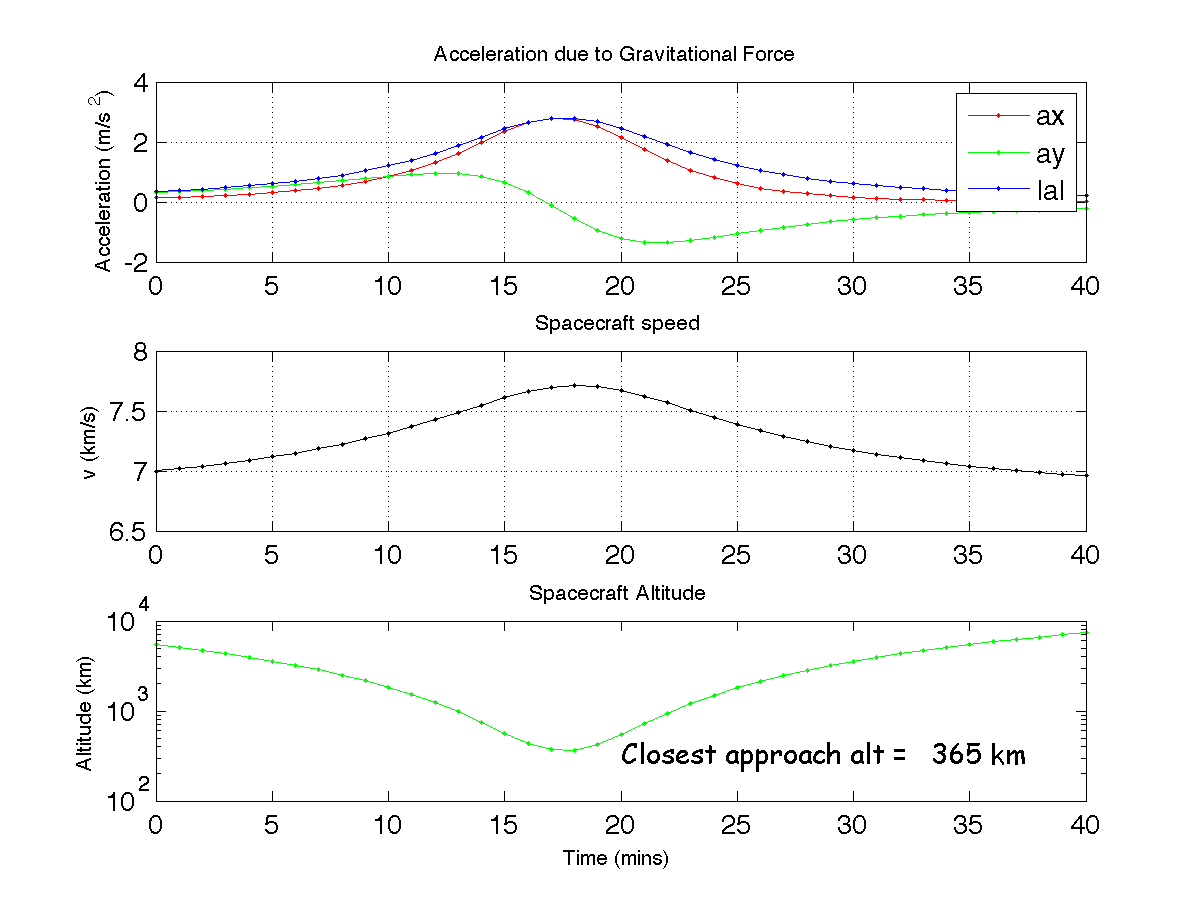 Acceleration due to Gravitational Force
Acceleration (m/s 2)
4
2
0
-2
0 5 10 15 20 25 30 35 40
ax
ay
lal
Spacecraft speed
v (km/s)
8
7.5
7
6.5
0 5 10 15 20 25 30 35 40
Spacecraft Altitude
Altitude (km)
10 4
10 3
10 2
Closest approach alt = 365 km
0 5 10 15 20 25 30 35 40
Time (mins)